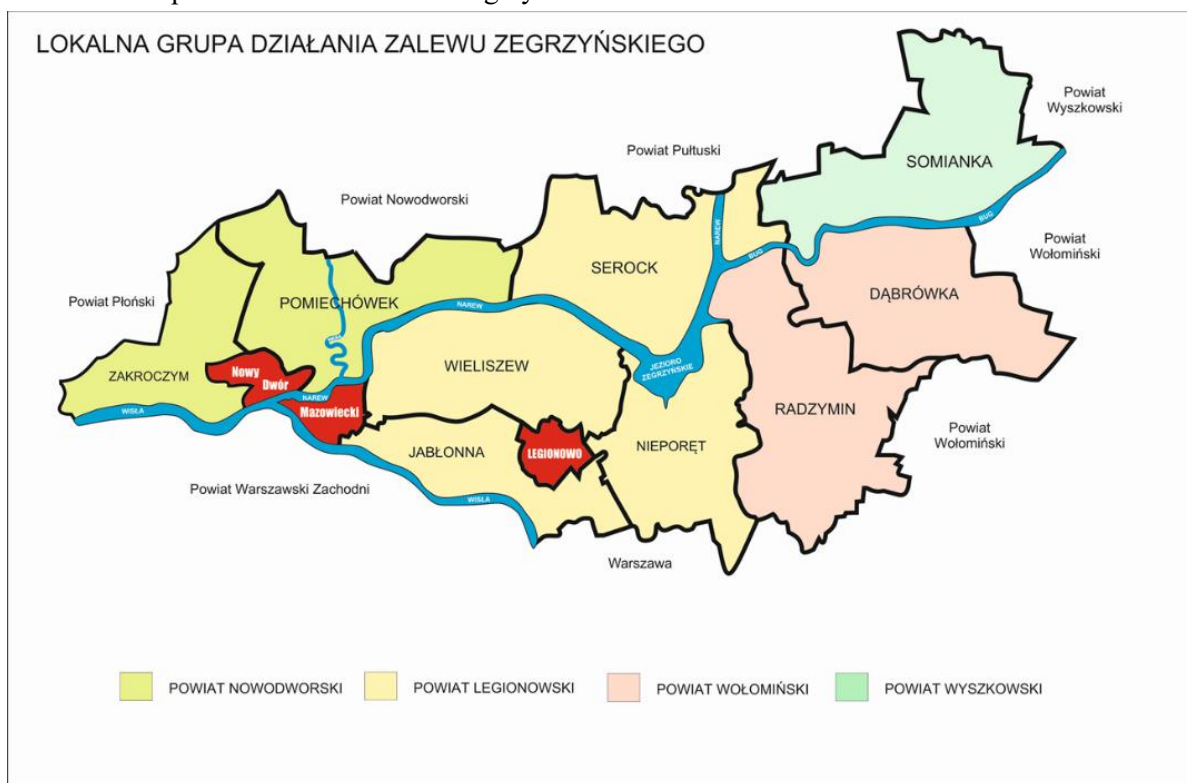 LOKALNA GRUPA DZIAŁANIA ZALEWU ZEGRZYŃSKIEGO
Powiat
Wyszkowski
Powiat Pułtuski
SOMIANKA
Powiat Nowodworski
NAREW
BUG
BUG
Powiat
Wołomiński
SEROCK
DĄBRÓWKA
Powiat Płoński
POMIECHÓWEK
NAREW
WIELISZEW
JEZIORO
ZEGRZYŃSKIE
ZAKROCZYM
Nowy
Dwór
NAREW
Mazowiecki
WISŁA
RADZYMIN
Powiat
Wołomiński
NIEPORĘT
JABŁONNA
LEGIONOWO
Powiat Warszawski Zachodni
WISŁA
Warszawa
POWIAT NOWODWORSKI
POWIAT LEGIONOWSKI
POWIAT WOŁOMIŃSKI
POWIAT WYSZKOWSKI